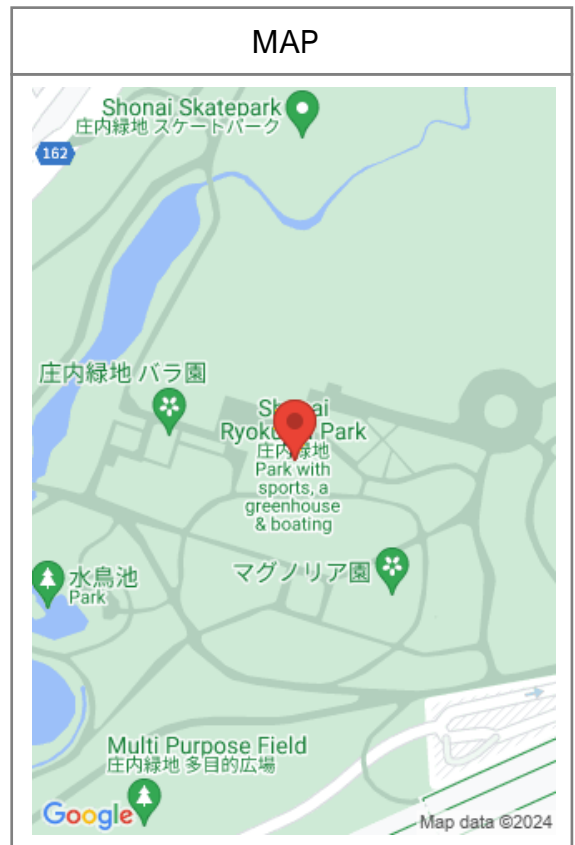 MAP
Shonai Skatepark
庄内緑地 スケートパーク
162
庄内緑地 バラ園
Park
庄内緑地
Park with
sports, a
greenhouse
& boating
マグノリア園
水鳥池
Park
Multi Purpose Field
庄内緑地 多目的広場
Google
Map data ©2024